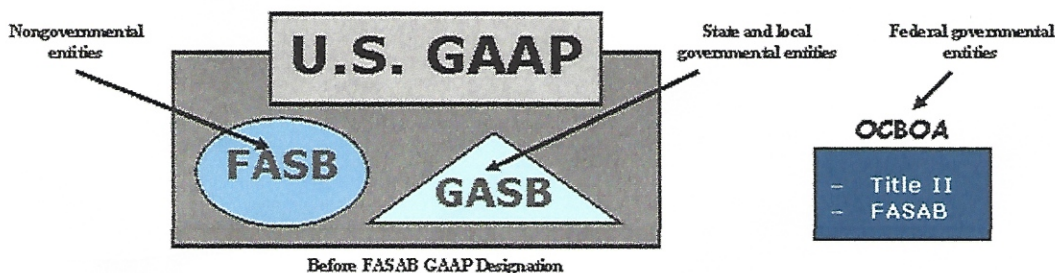 Nongovernmental
entities
U.S. GAAP
State and local
governmental entities
Federal governmental
entities
FASB
GASB
OCBOA
– Title II
– FASAB
Before FASAB GAAP Designation